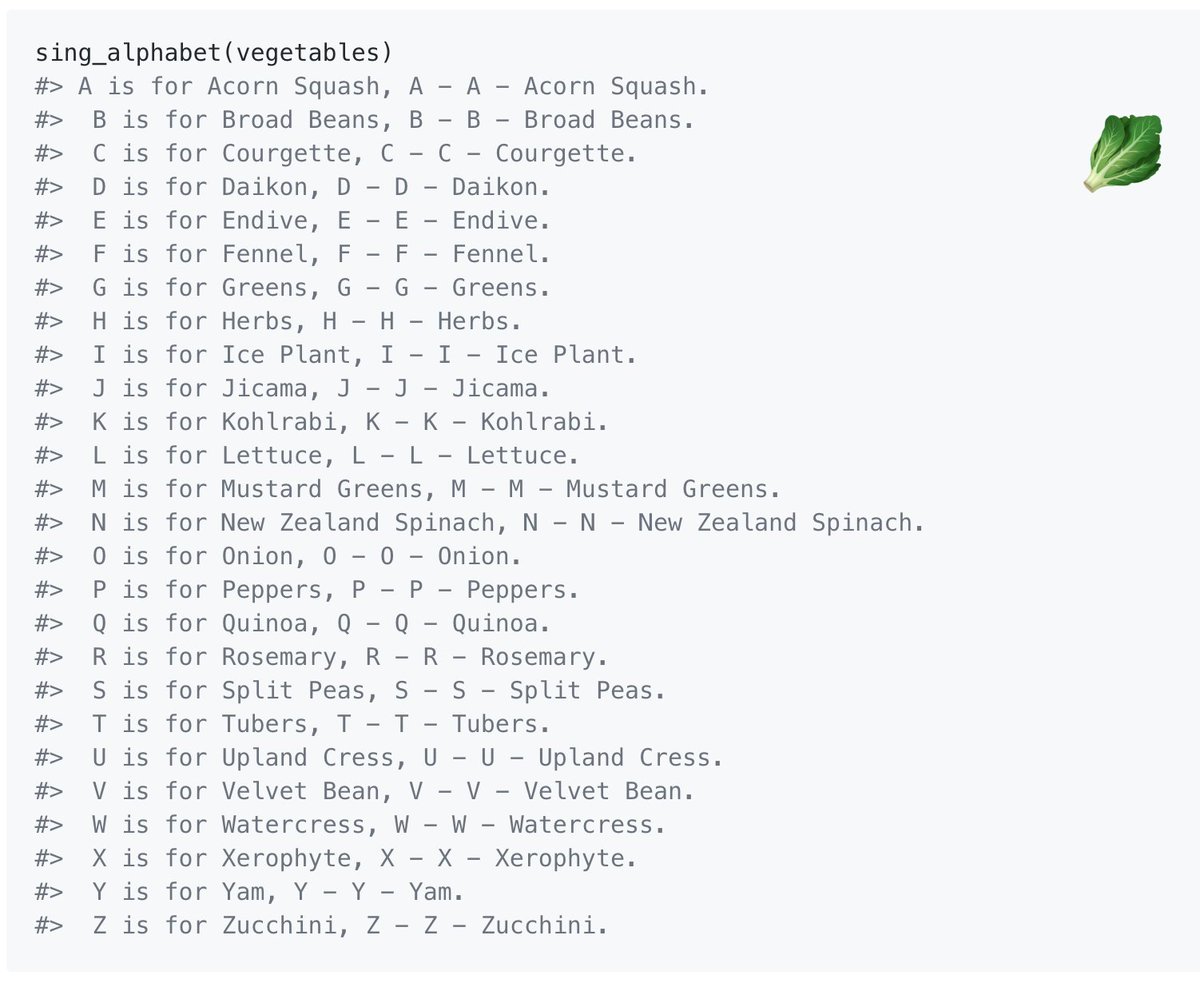 sing_alphabet(vegetables)
#> A is for Acorn Squash, A – A – Acorn Squash.
#>  B is for Broad Beans, B – B – Broad Beans.
#>  C is for Courgette, C – C – Courgette.
#>  D is for Daikon, D – D – Daikon.
#>  E is for Endive, E – E – Endive.
#>  F is for Fennel, F – F – Fennel.
#>  G is for Greens, G – G – Greens.
#>  H is for Herbs, H – H – Herbs.
#>  I is for Ice Plant, I – I – Ice Plant.
#>  J is for Jicama, J – J – Jicama.
#>  K is for Kohlrabi, K – K – Kohlrabi.
#>  L is for Lettuce, L – L – Lettuce.
#>  M is for Mustard Greens, M – M – Mustard Greens.
#>  N is for New Zealand Spinach, N – N – New Zealand Spinach.
#>  O is for Onion, O – O – Onion.
#>  P is for Peppers, P – P – Peppers.
#>  Q is for Quinoa, Q – Q – Quinoa.
#>  R is for Rosemary, R – R – Rosemary.
#>  S is for Split Peas, S – S – Split Peas.
#>  T is for Tubers, T – T – Tubers.
#>  U is for Upland Cress, U – U – Upland Cress.
#>  V is for Velvet Bean, V – V – Velvet Bean.
#>  W is for Watercress, W – W – Watercress.
#>  X is for Xerophyte, X – X – Xerophyte.
#>  Y is for Yam, Y – Y – Yam.
#>  Z is for Zucchini, Z – Z – Zucchini.